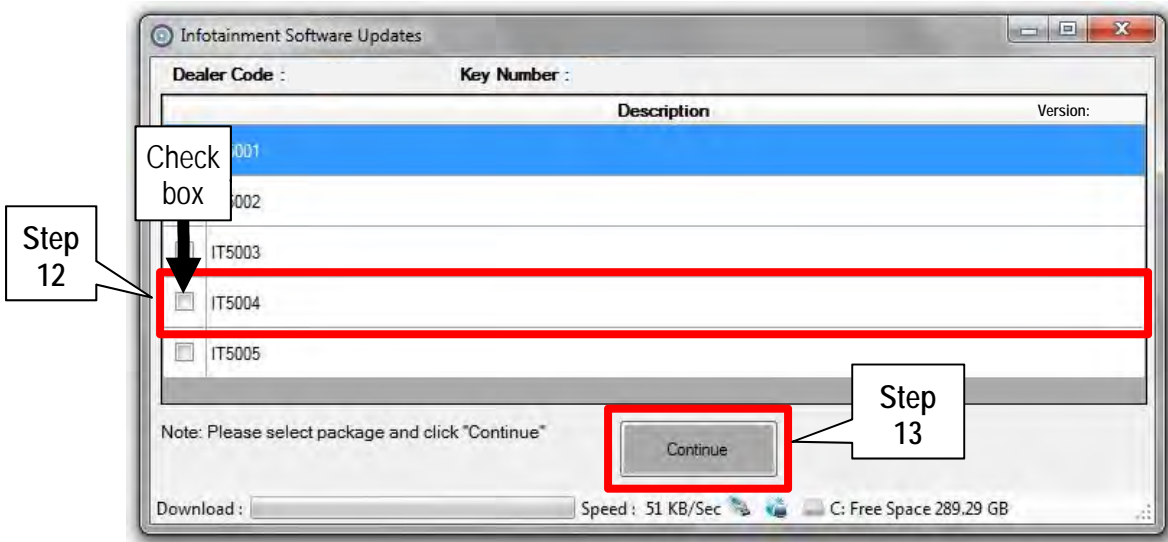 Infotainment Software Updates
Dealer Code :
Key Number :
Description
Version:
Check
box
5001
5002
IT5003
Step
12
IT5004
IT5005
Step
13
Note: Please select package and click "Continue"
Continue
Download :
Speed : 51 KB/Sec
C: Free Space 289.29 GB